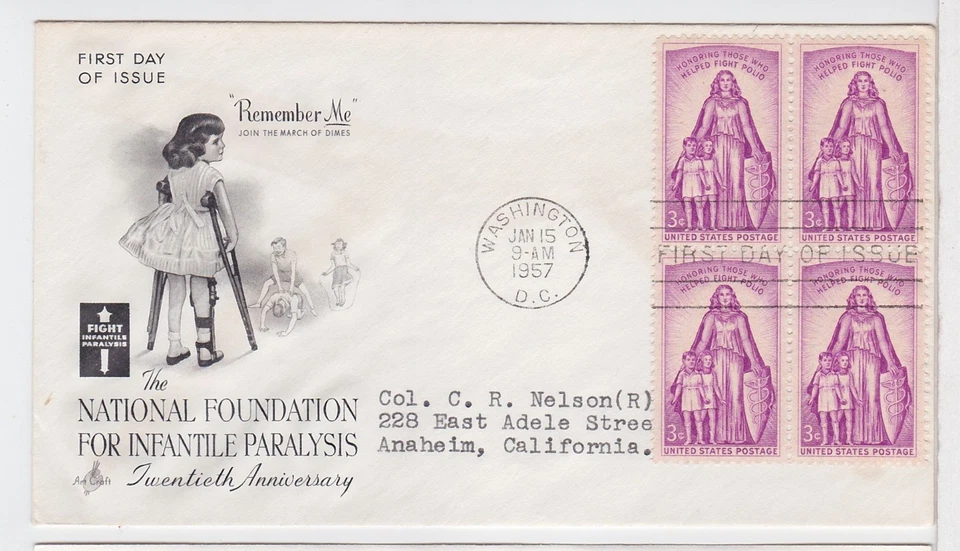 FIRST DAY
OF ISSUE
"Remember Me"
JOIN THE MARCH OF DIMES
FIGHT
INFANTILE
PARALYSIS
The
NATIONAL FOUNDATION
FOR INFANTILE PARALYSIS
Twentieth Anniversary
Art Craft
WASHINGTON
JAN 15
9-AM
1957
D.C.
Col. C. R. Nelson(R)
228 East Adele Stree
Anaheim, California.
HONORING THOSE WHO
HELPED FIGHT POLIO
3¢
UNITED STATES POSTAGE
HONORING THOSE WHO
HELPED FIGHT POLIO
3¢
UNITED STATES POSTAGE
FIRST DAY OF ISSUE
HONORING THOSE WHO
HELPED FIGHT POLIO
3¢
UNITED STATES POSTAGE
HONORING THOSE WHO
HELPED FIGHT POLIO
3¢
UNITED STATES POSTAGE